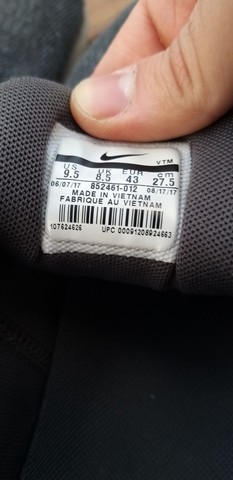 VTM
US UK EUR cm
9.5 8.5 43 27.5
06/07/17 852461-012 08/17/17
MADE IN VIETNAM
FABRIQUE AU VIETNAM
107624626 UPC 00091208924663